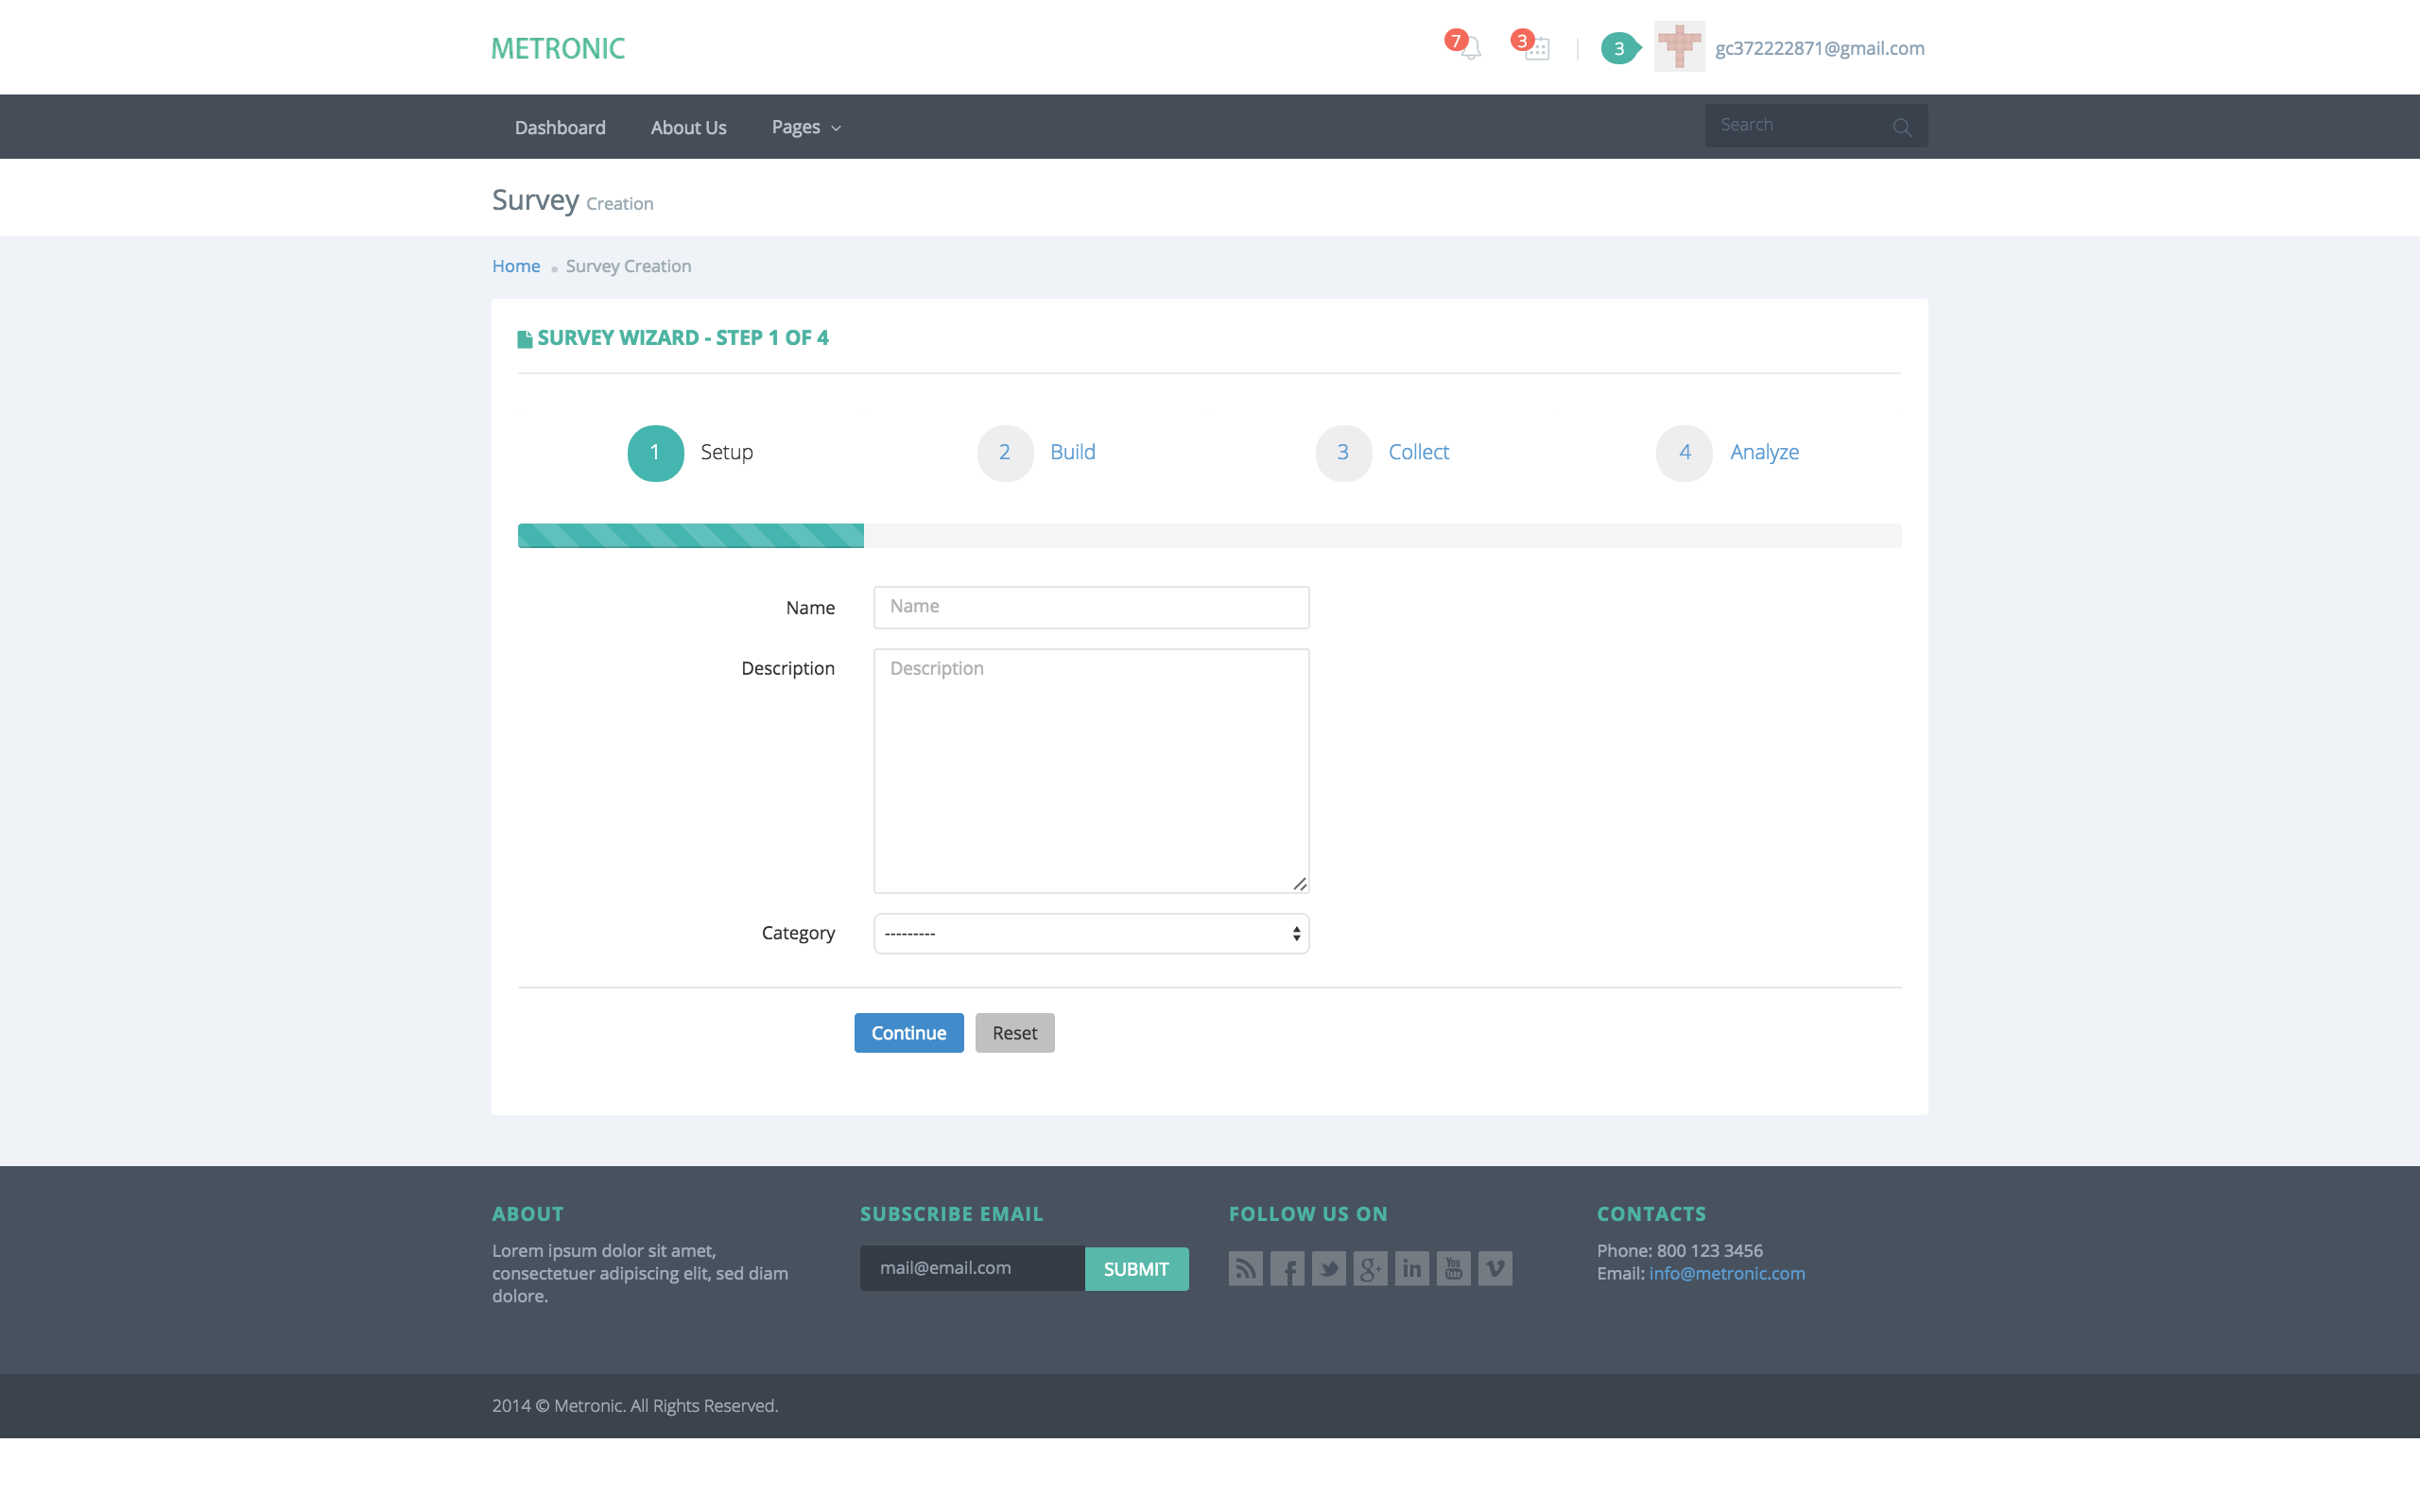 METRONIC
7
3
3
gc372222871@gmail.com
Dashboard
About Us
Pages
Search
Survey Creation
Home
Survey Creation
SURVEY WIZARD - STEP 1 OF 4
1 Setup
2 Build
3 Collect
4 Analyze
Name
Name
Description
Description
Category
---------
Continue
Reset
ABOUT
Lorem ipsum dolor sit amet,
consectetuer adipiscing elit, sed diam
dolore.
SUBSCRIBE EMAIL
mail@email.com
SUBMIT
FOLLOW US ON
g+
in
You
Tube
CONTACTS
Phone: 800 123 3456
Email: info@metronic.com
2014 © Metronic. All Rights Reserved.